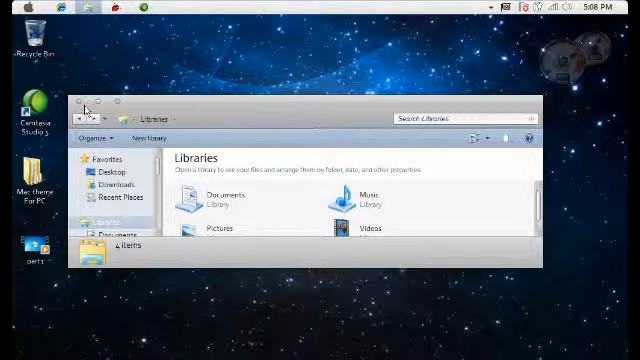 5:08 PM
Recycle Bin
Camtasia
Studio 5
Mac theme
For PC
part1
Libraries
Search Libraries
Organize
New library
Favorites
Desktop
Downloads
Recent Places
Libraries
Documents
Libraries
Open a library to see your files and arrange them by folder, date, and other properties.
Documents
Library
Music
Library
Pictures
Videos
4 items